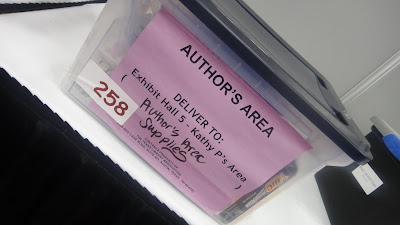 AUTHOR'S AREA
DELIVER TO:
Exhibit Hall 5 - Kathy P's Area
( Author's Area
Supplies )
258